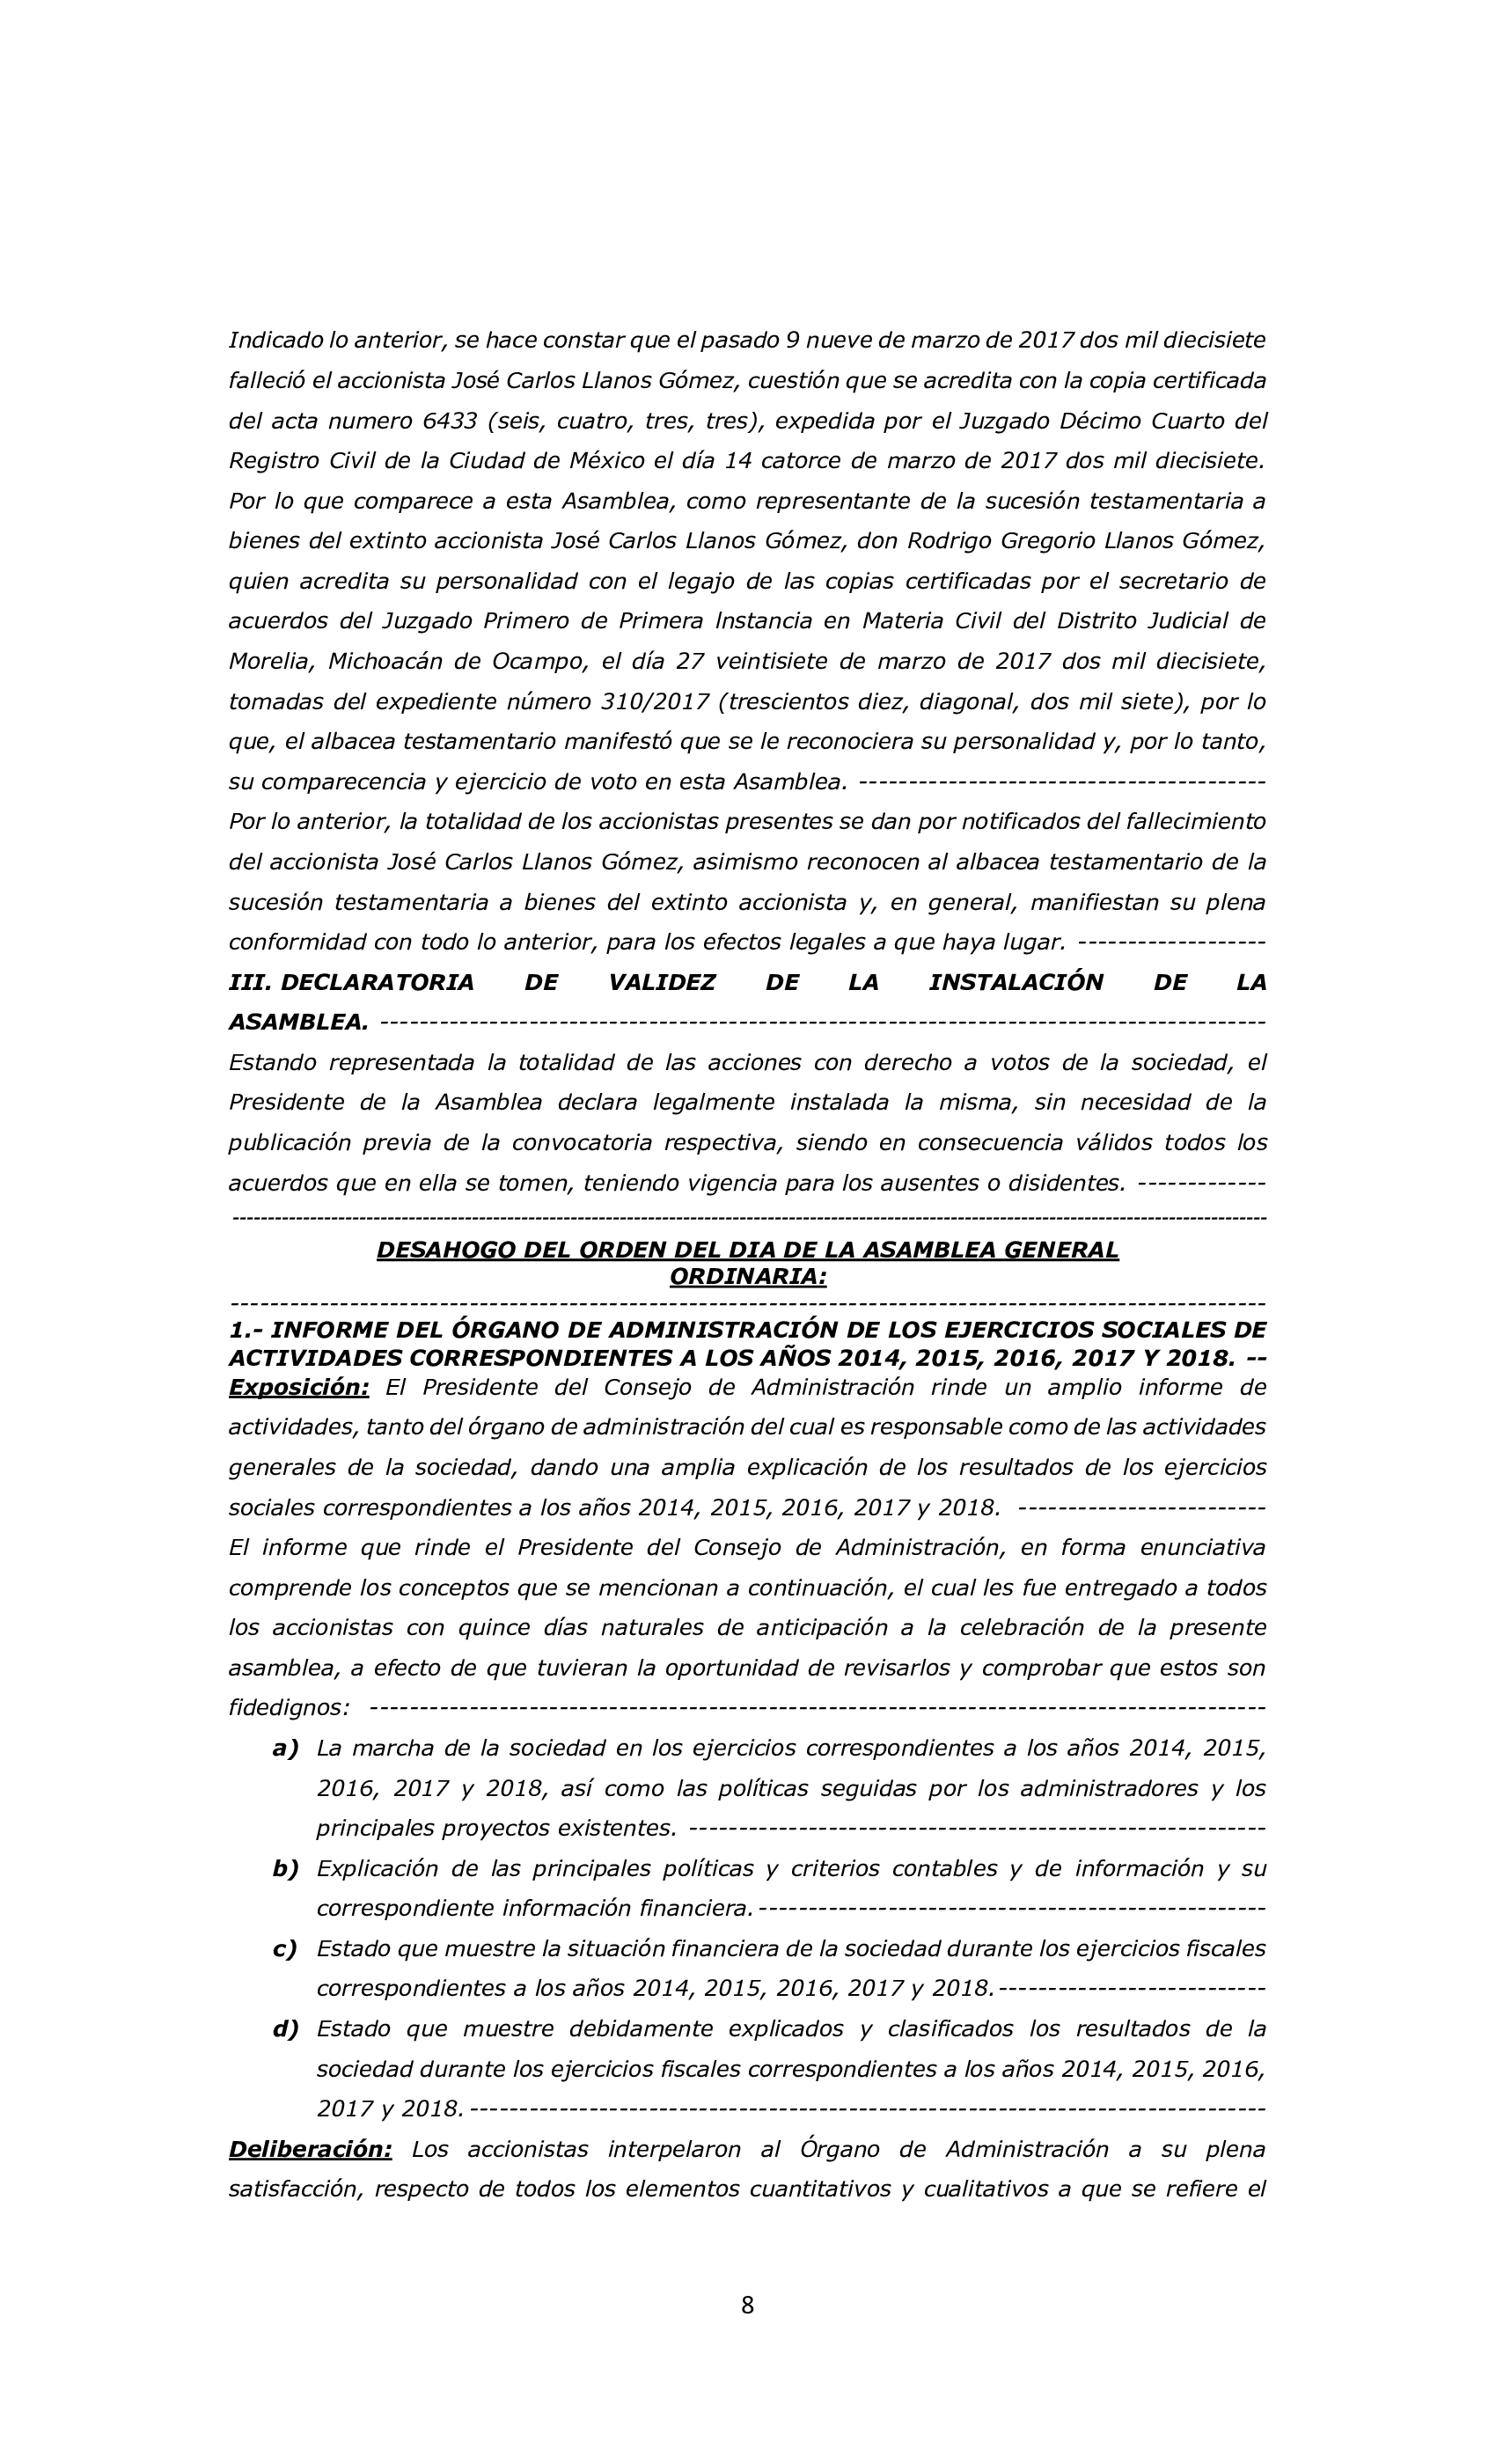 Indicado lo anterior, se hace constar que el pasado 9 nueve de marzo de 2017 dos mil diecisiete
falleció el accionista José Carlos Llanos Gómez, cuestión que se acredita con la copia certificada
del acta numero 6433 (seis, cuatro, tres, tres), expedida por el Juzgado Décimo Cuarto del
Registro Civil de la Ciudad de México el día 14 catorce de marzo de 2017 dos mil diecisiete.
Por lo que comparece a esta Asamblea, como representante de la sucesión testamentaria a
bienes del extinto accionista José Carlos Llanos Gómez, don Rodrigo Gregorio Llanos Gómez,
quien acredita su personalidad con el legajo de las copias certificadas por el secretario de
acuerdos del Juzgado Primero de Primera lnstancia en Materia Civil del Distrito Judicial de
Morelia, Michoacán de Ocampo, el día 27 veintisiete de marzo de 2017 dos mil diecisiete,
tomadas del expediente número 310/2017 (trescientos diez, diagonal, dos mil siete), por lo
que, el albacea testamentario manifestó que se le reconociera su personalidad y, por lo tanto,
su comparecencia y ejercicio de voto en esta Asamblea. -----------------------------------------
Por lo anterior, la totalidad de los accionistas presentes se dan por notificados del fallecimiento
del accionista José Carlos Llanos Gómez, asimismo reconocen al albacea testamentario de la
sucesión testamentaria a bienes del extinto accionista y, en general, manifiestan su plena
conformidad con todo lo anterior, para los efectos legales a que haya lugar. -------------------
III. DECLARATORIA DE VALIDEZ DE LA INSTALACIÓN DE LA
ASAMBLEA. -----------------------------------------------------------------------------------------
Estando representada la totalidad de las acciones con derecho a votos de la sociedad, el
Presidente de la Asamblea declara legalmente instalada la misma, sin necesidad de la
publicación previa de la convocatoria respectiva, siendo en consecuencia válidos todos los
acuerdos que en ella se tomen, teniendo vigencia para los ausentes o disidentes. -------------
---------------------------------------------------------------------------------------------------------------------------------------------------
DESAHOGO DEL ORDEN DEL DIA DE LA ASAMBLEA GENERAL
ORDINARIA:
--------------------------------------------------------------------------------------------------------
1.- INFORME DEL ÓRGANO DE ADMINISTRACIÓN DE LOS EJERCICIOS SOCIALES DE
ACTIVIDADES CORRESPONDIENTES A LOS AÑOS 2014, 2015, 2016, 2017 Y 2018. --
Exposición: El Presidente del Consejo de Administración rinde un amplio informe de
actividades, tanto del órgano de administración del cual es responsable como de las actividades
generales de la sociedad, dando una amplia explicación de los resultados de los ejercicios
sociales correspondientes a los años 2014, 2015, 2016, 2017 y 2018. -------------------------
El informe que rinde el Presidente del Consejo de Administración, en forma enunciativa
comprende los conceptos que se mencionan a continuación, el cual les fue entregado a todos
los accionistas con quince días naturales de anticipación a la celebración de la presente
asamblea, a efecto de que tuvieran la oportunidad de revisarlos y comprobar que estos son
fidedignos: ------------------------------------------------------------------------------------------
a) La marcha de la sociedad en los ejercicios correspondientes a los años 2014, 2015,
2016, 2017 y 2018, así como las políticas seguidas por los administradores y los
principales proyectos existentes. ----------------------------------------------------------
b) Explicación de las principales políticas y criterios contables y de información y su
correspondiente información financiera. ---------------------------------------------------
c) Estado que muestre la situación financiera de la sociedad durante los ejercicios fiscales
correspondientes a los años 2014, 2015, 2016, 2017 y 2018. ---------------------------
d) Estado que muestre debidamente explicados y clasificados los resultados de la
sociedad durante los ejercicios fiscales correspondientes a los años 2014, 2015, 2016,
2017 y 2018. --------------------------------------------------------------------------------
Deliberación: Los accionistas interpelaron al Órgano de Administración a su plena
satisfacción, respecto de todos los elementos cuantitativos y cualitativos a que se refiere el
8